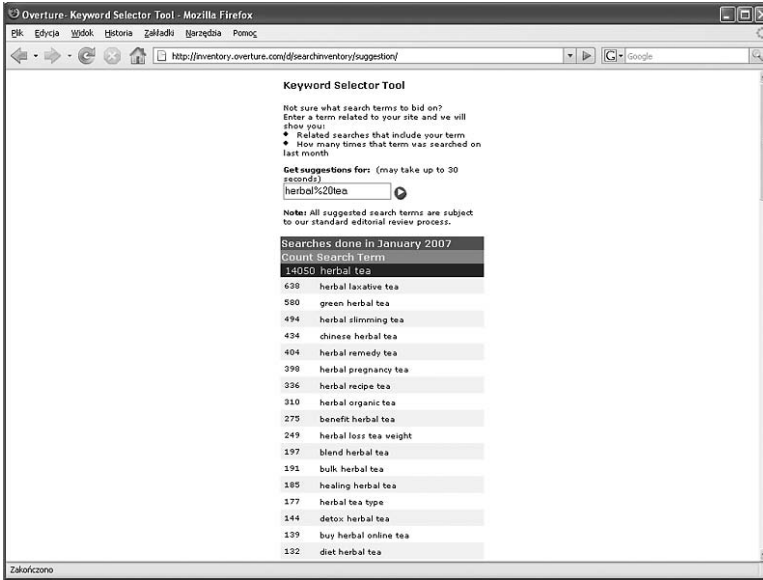 Overture- Keyword Selector Tool - Mozilla Firefox
Plik Edycja Widok Historia Zakładki Narzędzia Pomoc
http://inventory.overture.com/d/searchinventory/suggestion/
G Google
Keyword Selector Tool
Not sure what search terms to bid on?
Enter a term related to your site and we will
show you:
• Related searches that include your term
• How many times that term was searched on
last month
Get suggestions for: (may take up to 30
seconds)
herbal%20tea
Note: All suggested search terms are subject
to our standard editorial review process.
Searches done in January 2007
Count Search Term
14050 herbal tea
638 herbal laxative tea
580 green herbal tea
494 herbal slimming tea
434 chinese herbal tea
404 herbal remedy tea
398 herbal pregnancy tea
336 herbal recipe tea
310 herbal organic tea
275 benefit herbal tea
249 herbal loss tea weight
197 blend herbal tea
191 bulk herbal tea
185 healing herbal tea
177 herbal tea type
144 detox herbal tea
139 buy herbal online tea
132 diet herbal tea
Zakończono